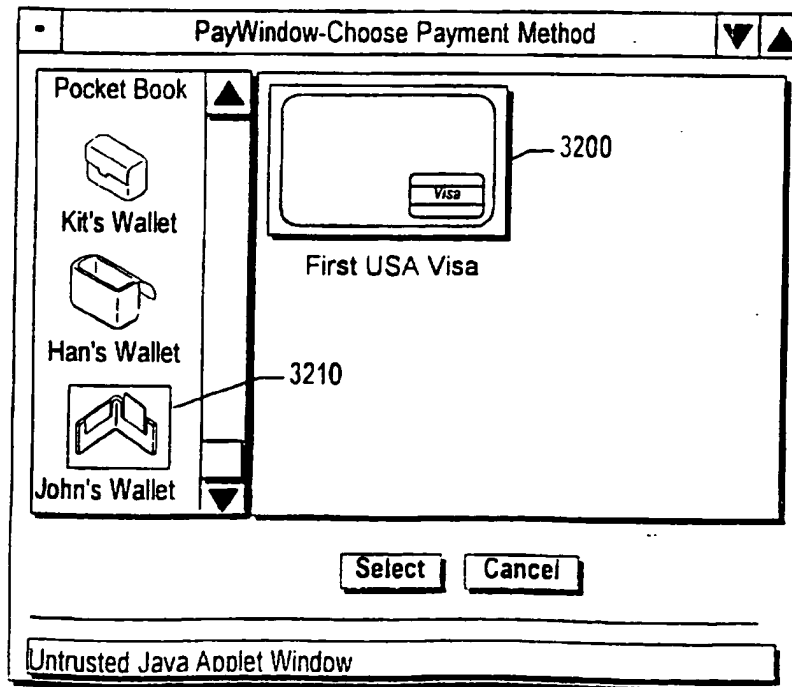 PayWindow-Choose Payment Method
Pocket Book
Kit's Wallet
Han's Wallet
John's Wallet
Visa
3200
First USA Visa
3210
Select
Cancel
Untrusted Java Applet Window